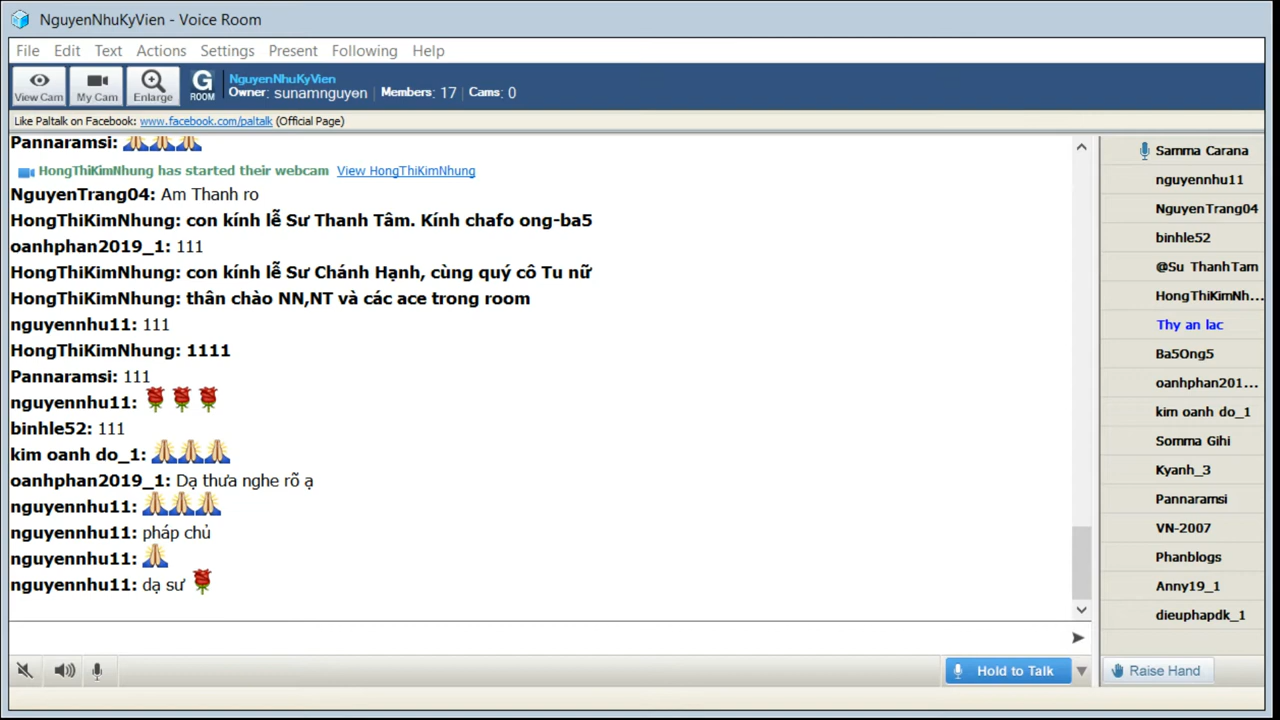 NguyenNhuKyVien - Voice Room
File Edit Text Actions Settings Present Following Help
View Cam My Cam Enlarge G ROOM
NguyenNhuKyVien
Owner: sunamnguyen | Members: 17 | Cams: 0
Like Paltalk on Facebook: www.facebook.com/paltalk (Official Page)
Pannaramsi:
HongThiKimNhung has started their webcam View HongThiKimNhung
NguyenTrang04: Am Thanh ro
HongThiKimNhung: con kính lễ Sư Thanh Tâm. Kính chafo ong-ba5
oanhphan2019_1: 111
HongThiKimNhung: con kính lễ Sư Chánh Hạnh, cùng quý cô Tu nữ
HongThiKimNhung: thân chào NN,NT và các ace trong room
nguyennhu11: 111
HongThiKimNhung: 1111
Pannaramsi: 111
nguyennhu11:
binhle52: 111
kim oanh do_1:
oanhphan2019_1: Dạ thưa nghe rõ ạ
nguyennhu11:
nguyennhu11: pháp chủ
nguyennhu11:
nguyennhu11: dạ sư
Samma Carana
nguyennhu11
NguyenTrang04
binhle52
@Su ThanhTam
HongThiKimNh...
Thy an lac
Ba5Ong5
oanhphan201...
kim oanh do_1
Somma Gihi
Kyanh_3
Pannaramsi
VN-2007
Phanblogs
Anny19_1
dieuphapdk_1
Hold to Talk
Raise Hand